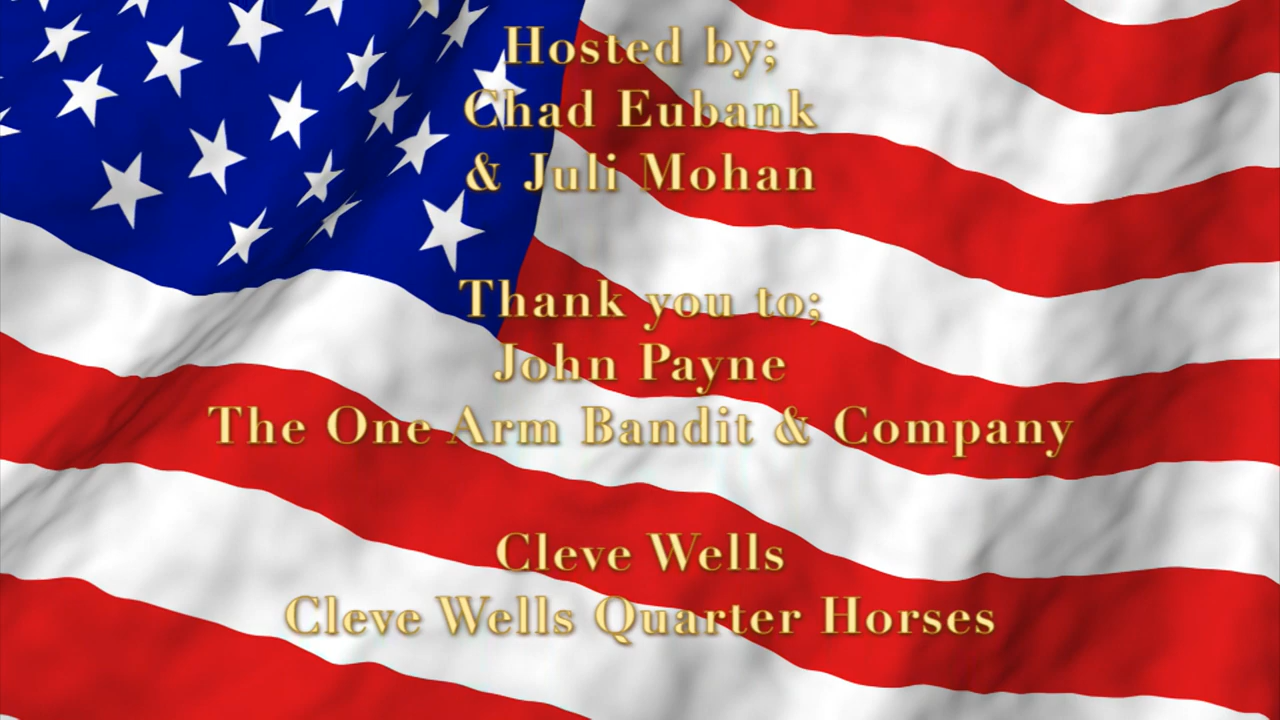 Hosted by;
Chad Eubank
& Juli Mohan
Thank you to;
John Payne
The One Arm Bandit & Company
Cleve Wells
Cleve Wells Quarter Horses